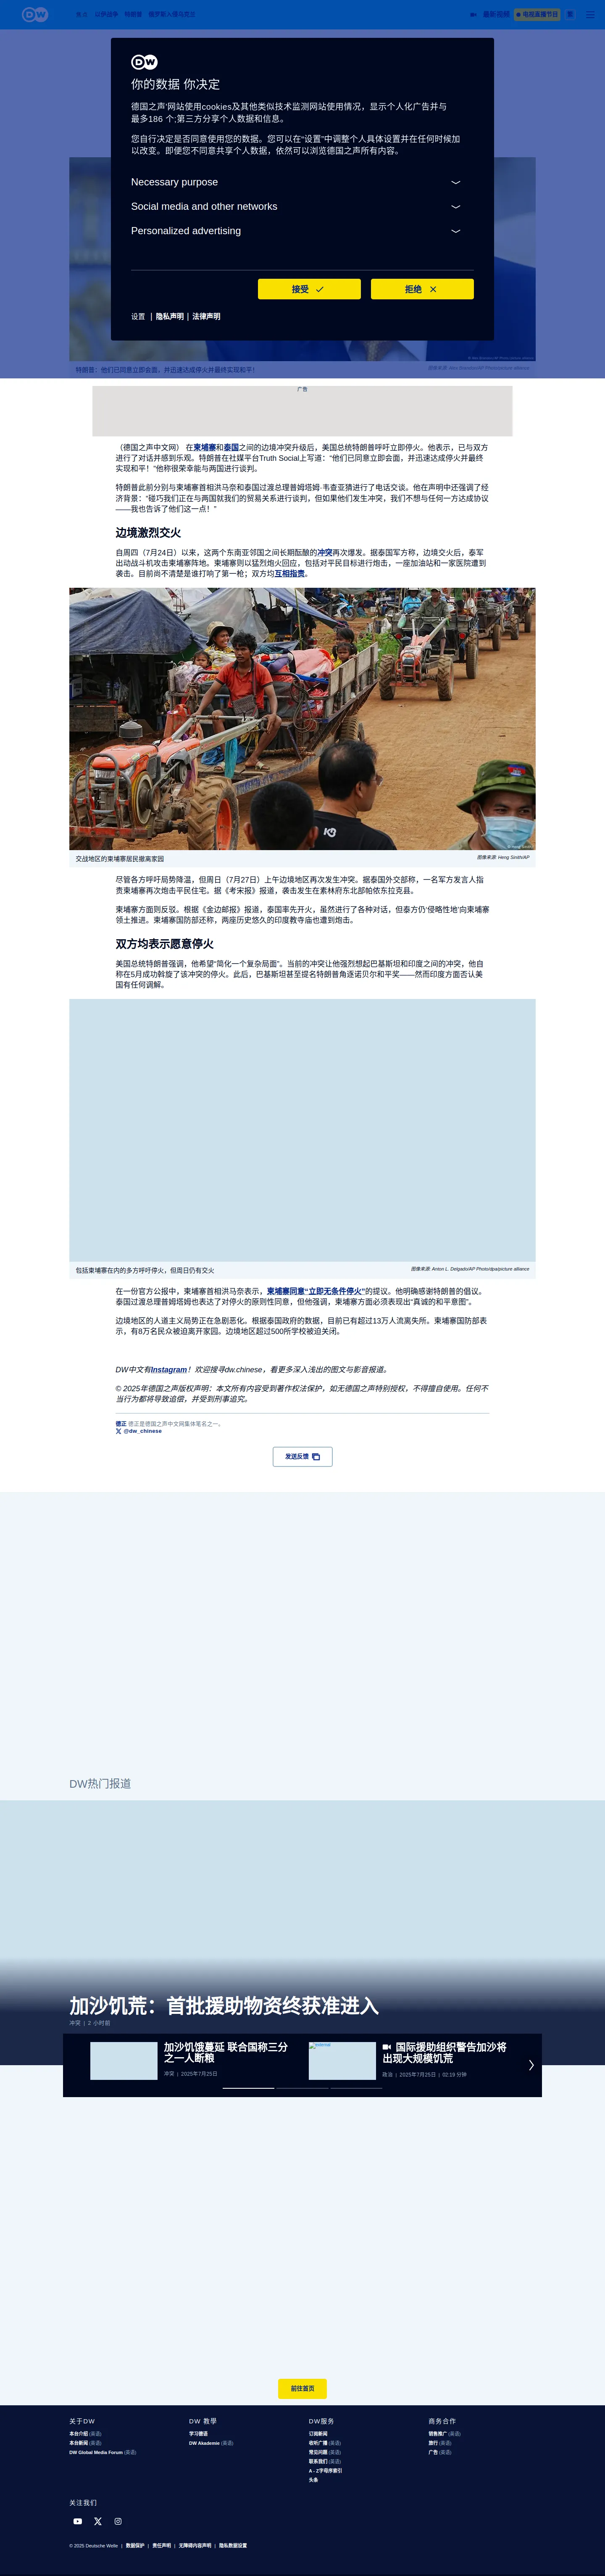 DW
以伊战争
特朗普
俄罗斯入侵乌克兰
最新视频
电视直播节目
你的数据 你决定
德国之声'网站使用cookies及其他类似技术监测网站使用情况，显示个人化广告并与
最多186 个;第三方分享个人数据和信息。
您自行决定是否同意使用您的数据。您可以在“设置”中调整个人具体设置并在任何时候加
以改变。即便您不同意共享个人数据，依然可以浏览德国之声所有内容。
Necessary purpose
Social media and other networks
Personalized advertising
接受
拒绝
设置 | 隐私声明 | 法律声明
特朗普：他们已同意立即会面，并迅速达成停火并最终实现和平！
广告
（德国之声中文网） 在柬埔寨和泰国之间的边境冲突升级后，美国总统特朗普呼吁立即停火。他表示，已与双方
进行了对话并感到乐观。特朗普在社媒平台Truth Social上写道：“他们已同意立即会面，并迅速达成停火并最终
实现和平！”他称很荣幸能与两国进行谈判。
特朗普此前分别与柬埔寨首相洪马奈和泰国过渡总理普姆塔姆·韦查亚猜进行了电话交谈。他在声明中还强调了经
济背景：“碰巧我们正在与两国就我们的贸易关系进行谈判，但如果他们发生冲突，我们不想与任何一方达成协议
——我也告诉了他们这一点！”
边境激烈交火
自周四（7月24日）以来，这两个东南亚邻国之间长期酝酿的冲突再次爆发。据泰国军方称，边境交火后，泰军
出动战斗机攻击柬埔寨阵地。柬埔寨则以猛烈炮火回应，包括对平民目标进行炮击，一座加油站和一家医院遭到
袭击。目前尚不清楚是谁打响了第一枪；双方均互相指责。
交战地区的柬埔寨居民撤离家园
图像来源: Heng Sinith/AP
尽管各方呼吁局势降温，但周日（7月27日）上午边境地区再次发生冲突。据泰国外交部称，一名军方发言人指
责柬埔寨再次炮击平民住宅。据《考宋报》报道，袭击发生在素林府东北部帕侬东拉克县。
柬埔寨方面则反驳。根据《金边邮报》报道，泰国率先开火，虽然进行了各种对话，但泰方仍‘侵略性地’向柬埔寨
领土推进。柬埔寨国防部还称，两座历史悠久的印度教寺庙也遭到炮击。
双方均表示愿意停火
美国总统特朗普强调，他希望“简化一个复杂局面”。当前的冲突让他强烈想起巴基斯坦和印度之间的冲突，他自
称在5月成功斡旋了该冲突的停火。此后，巴基斯坦甚至提名特朗普角逐诺贝尔和平奖——然而印度方面否认美
国有任何调解。
包括柬埔寨在内的多方呼吁停火，但周日仍有交火
图像来源: Anton L. Delgado/AP Photo/dpa/picture alliance
在一份官方公报中，柬埔寨首相洪马奈表示，柬埔寨同意“立即无条件停火”的提议。他明确感谢特朗普的倡议。
泰国过渡总理普姆塔姆也表达了对停火的原则性同意，但他强调，柬埔寨方面必须表现出“真诚的和平意图”。
边境地区的人道主义局势正在急剧恶化。根据泰国政府的数据，目前已有超过13万人流离失所。柬埔寨国防部表
示，有8万名民众被迫离开家园。边境地区超过500所学校被迫关闭。
DW中文有Instagram！欢迎搜寻dw.chinese，看更多深入浅出的图文与影音报道。
© 2025年德国之声版权声明：本文所有内容受到著作权法保护，如无德国之声特别授权，不得擅自使用。任何不
当行为都将导致追偿，并受到刑事追究。
德正 德正是德国之声中文网集体笔名之一。
@dw_chinese
发送反馈
DW热门报道
加沙饥荒：首批援助物资终获准进入
冲突 | 2 小时前
加沙饥饿蔓延 联合国称三分
之一人断粮
冲突 | 2025年7月25日
external
国际援助组织警告加沙将
出现大规模饥荒
政治 | 2025年7月25日 | 02:19 分钟
前往首页
关于DW
本台介绍 (英语)
本台新闻 (英语)
DW Global Media Forum (英语)
DW 教學
学习德语
DW Akademie (英语)
DW服务
订阅新闻
收听广播 (英语)
常见问题 (英语)
联系我们 (英语)
A - Z字母序索引
头条
商务合作
销售推广 (英语)
旅行 (英语)
广告 (英语)
关注我们
© 2025 Deutsche Welle | 数据保护 | 责任声明 | 无障碍内容声明 | 隐私数据设置